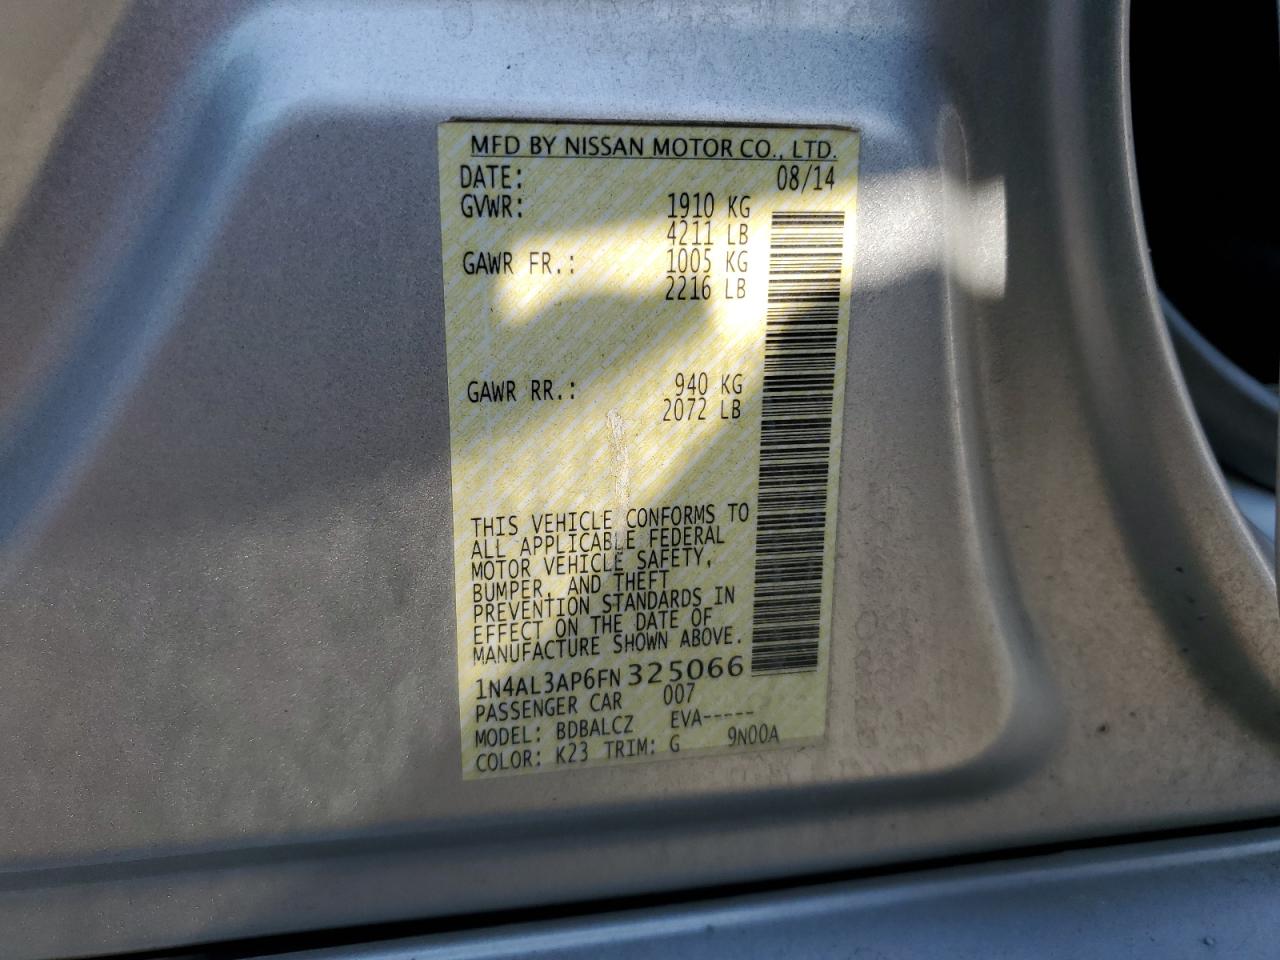 MFD BY NISSAN MOTOR CO., LTD.
DATE: 08/14
GVWR: 1910 KG
4211 LB
GAWR FR.: 1005 KG
2216 LB
GAWR RR.: 940 KG
2072 LB
THIS VEHICLE CONFORMS TO
ALL APPLICABLE FEDERAL
MOTOR VEHICLE SAFETY,
BUMPER, AND THEFT
PREVENTION STANDARDS IN
EFFECT ON THE DATE OF
MANUFACTURE SHOWN ABOVE.
1N4AL3AP6FN325066
PASSENGER CAR 007
MODEL: BDBALCZ EVA-----
COLOR: K23 TRIM: G 9N00A